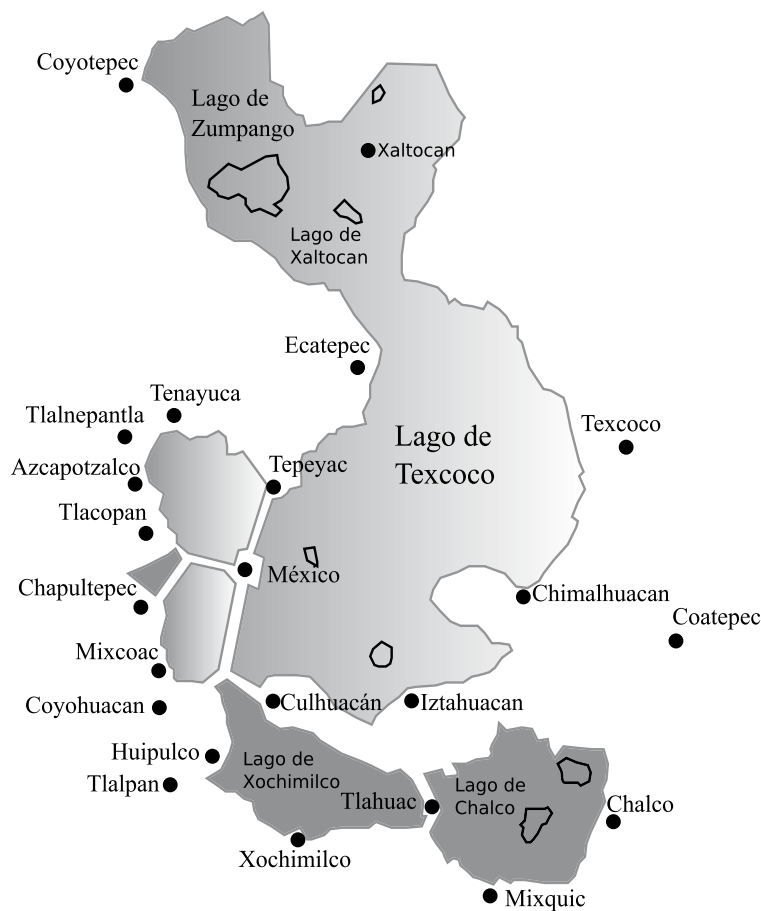 Coyotepec
Lago de
Zumpango
Xaltocan
Lago de
Xaltocan
Ecatepec
Tenayuca
Tlalnepantla
Lago de
Texcoco
Texcoco
Azcapotzalco
Tepeyac
Tlacopan
México
Chapultepec
Chimalhuacan
Coatepec
Mixcoac
Coyohuacan
Culhuacán
Iztahuacan
Huipulco
Lago de
Xochimilco
Tlalpan
Lago de
Chalco
Tlahuac
Chalco
Xochimilco
Mixquic